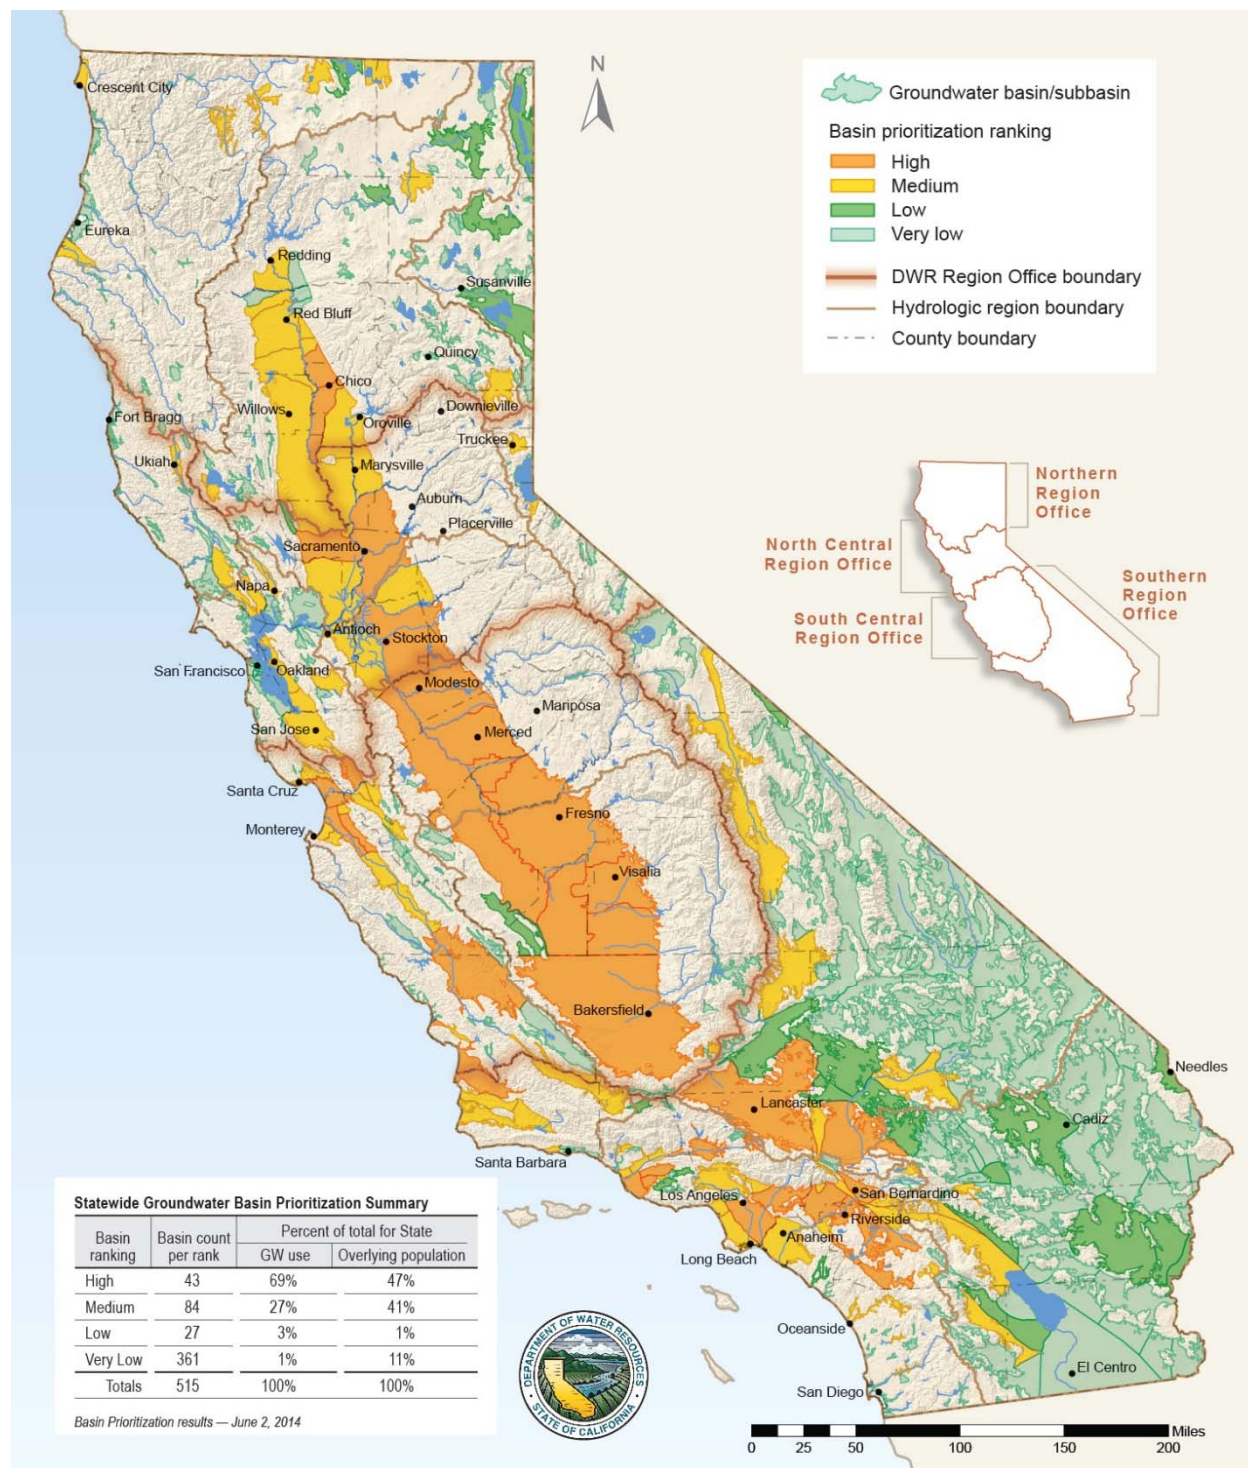 N
Groundwater basin/subbasin
Basin prioritization ranking
High
Medium
Low
Very low
DWR Region Office boundary
Hydrologic region boundary
County boundary
Crescent City
Eureka
Redding
Susanville
Red Bluff
Quincy
Chico
Willows
Downieville
Fort Bragg
Oroville
Truckee
Ukiah
Marysville
Auburn
Placerville
Sacramento
Napa
Antioch
Stockton
San Francisco
Oakland
Modesto
Mariposa
San Jose
Merced
Santa Cruz
Fresno
Monterey
Visalia
Bakersfield
Needles
Lancaster
Cadiz
Santa Barbara
Los Angeles
San Bernardino
Riverside
Anaheim
Long Beach
Oceanside
El Centro
San Diego
Northern
Region
Office
North Central
Region Office
Southern
Region
Office
South Central
Region Office
Statewide Groundwater Basin Prioritization Summary
Basin ranking Basin count per rank Percent of total for State
GW use Overlying population
High 43 69% 47%
Medium 84 27% 41%
Low 27 3% 1%
Very Low 361 1% 11%
Totals 515 100% 100%
Basin Prioritization results — June 2, 2014
DEPARTMENT OF WATER RESOURCES
STATE OF CALIFORNIA
Miles
0 25 50 100 150 200